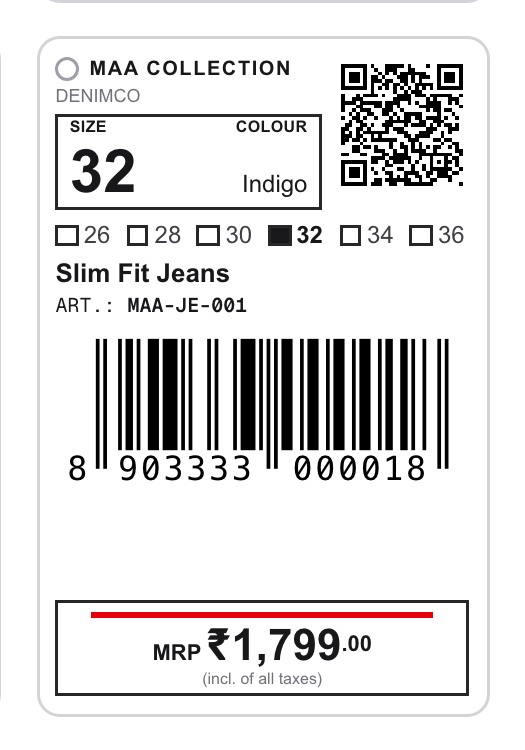 MAA COLLECTION
DENIMCO
SIZE COLOUR
32 Indigo
26 28 30 32 34 36
Slim Fit Jeans
ART.: MAA-JE-001
8 903333 000018
MRP ₹1,799.00
(incl. of all taxes)